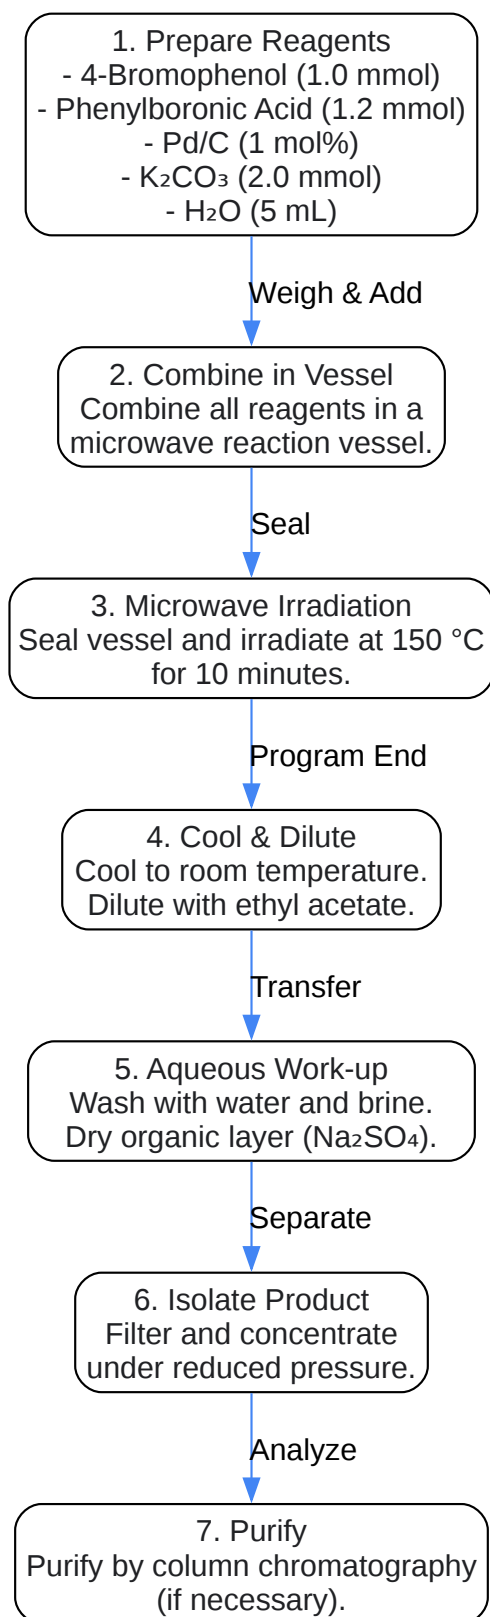 1. Prepare Reagents
- 4-Bromophenol (1.0 mmol)
- Phenylboronic Acid (1.2 mmol)
- Pd/C (1 mol%)
- K₂CO₃ (2.0 mmol)
- H₂O (5 mL)
Weigh & Add
2. Combine in Vessel
Combine all reagents in a
microwave reaction vessel.
Seal
3. Microwave Irradiation
Seal vessel and irradiate at 150 °C
for 10 minutes.
Program End
4. Cool & Dilute
Cool to room temperature.
Dilute with ethyl acetate.
Transfer
5. Aqueous Work-up
Wash with water and brine.
Dry organic layer (Na₂SO₄).
Separate
6. Isolate Product
Filter and concentrate
under reduced pressure.
Analyze
7. Purify
Purify by column chromatography
(if necessary).